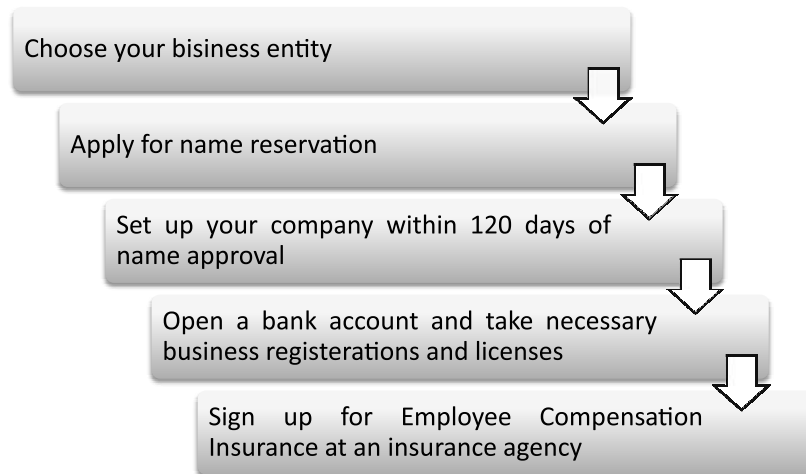 Choose your bisiness entity
Apply for name reservation
Set up your company within 120 days of
name approval
Open a bank account and take necessary
business registerations and licenses
Sign up for Employee Compensation
Insurance at an insurance agency